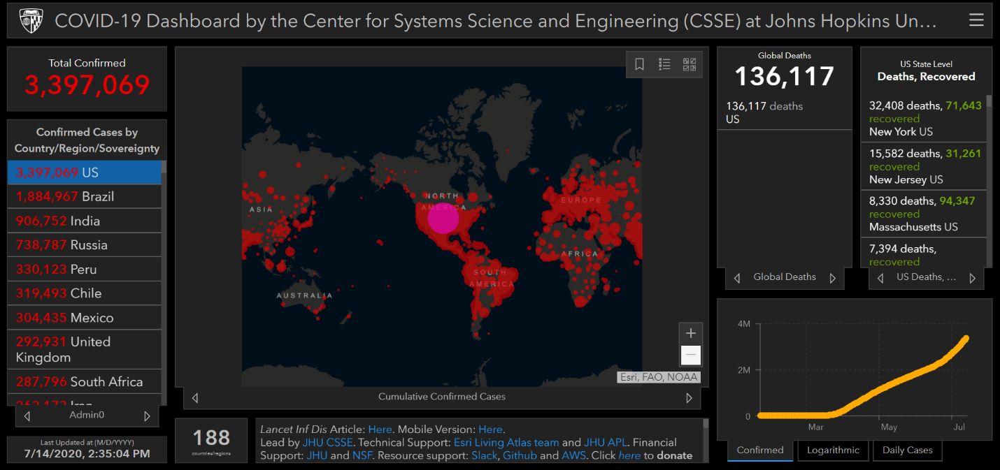 COVID-19 Dashboard by the Center for Systems Science and Engineering (CSSE) at Johns Hopkins Un...
Total Confirmed
3,397,069
Confirmed Cases by
Country/Region/Sovereignty
3,397,069 US
1,884,967 Brazil
906,752 India
738,787 Russia
330,123 Peru
319,493 Chile
304,435 Mexico
292,931 United
Kingdom
287,796 South Africa
Admin0
Last Updated at (M/D/YYYY)
7/14/2020, 2:35:04 PM
ASIA
NORTH
AMERICA
EUROPE
AFRICA
SOUTH
AMERICA
AUSTRALIA
Esri, FAO, NOAA
Cumulative Confirmed Cases
188
countries/regions
Lancet Inf Dis Article: Here. Mobile Version: Here.
Lead by JHU CSSE. Technical Support: Esri Living Atlas team and JHU APL. Financial
Support: JHU and NSF. Resource support: Slack, Github and AWS. Click here to donate
Global Deaths
136,117
136,117 deaths
US
Global Deaths
US State Level
Deaths, Recovered
32,408 deaths, 71,643
recovered
New York US
15,582 deaths, 31,261
recovered
New Jersey US
8,330 deaths, 94,347
recovered
Massachusetts US
7,394 deaths,
recovered
US Deaths, ...
4M
2M
0
Mar
May
Jul
Confirmed
Logarithmic
Daily Cases